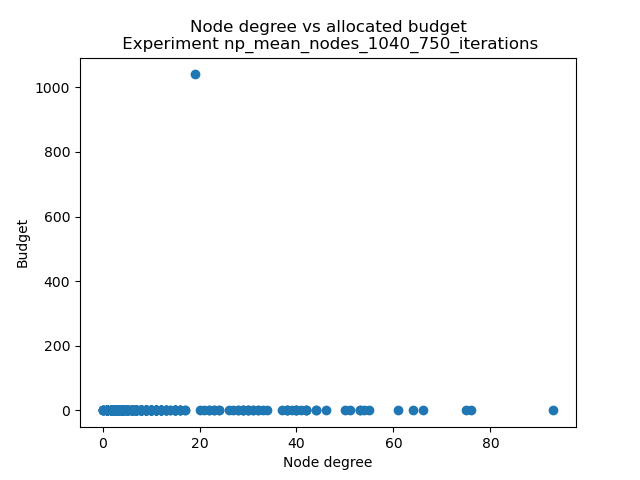 Node degree vs allocated budget
Experiment np_mean_nodes_1040_750_iterations
1000
800
600
400
200
0
Budget
0 20 40 60 80
Node degree